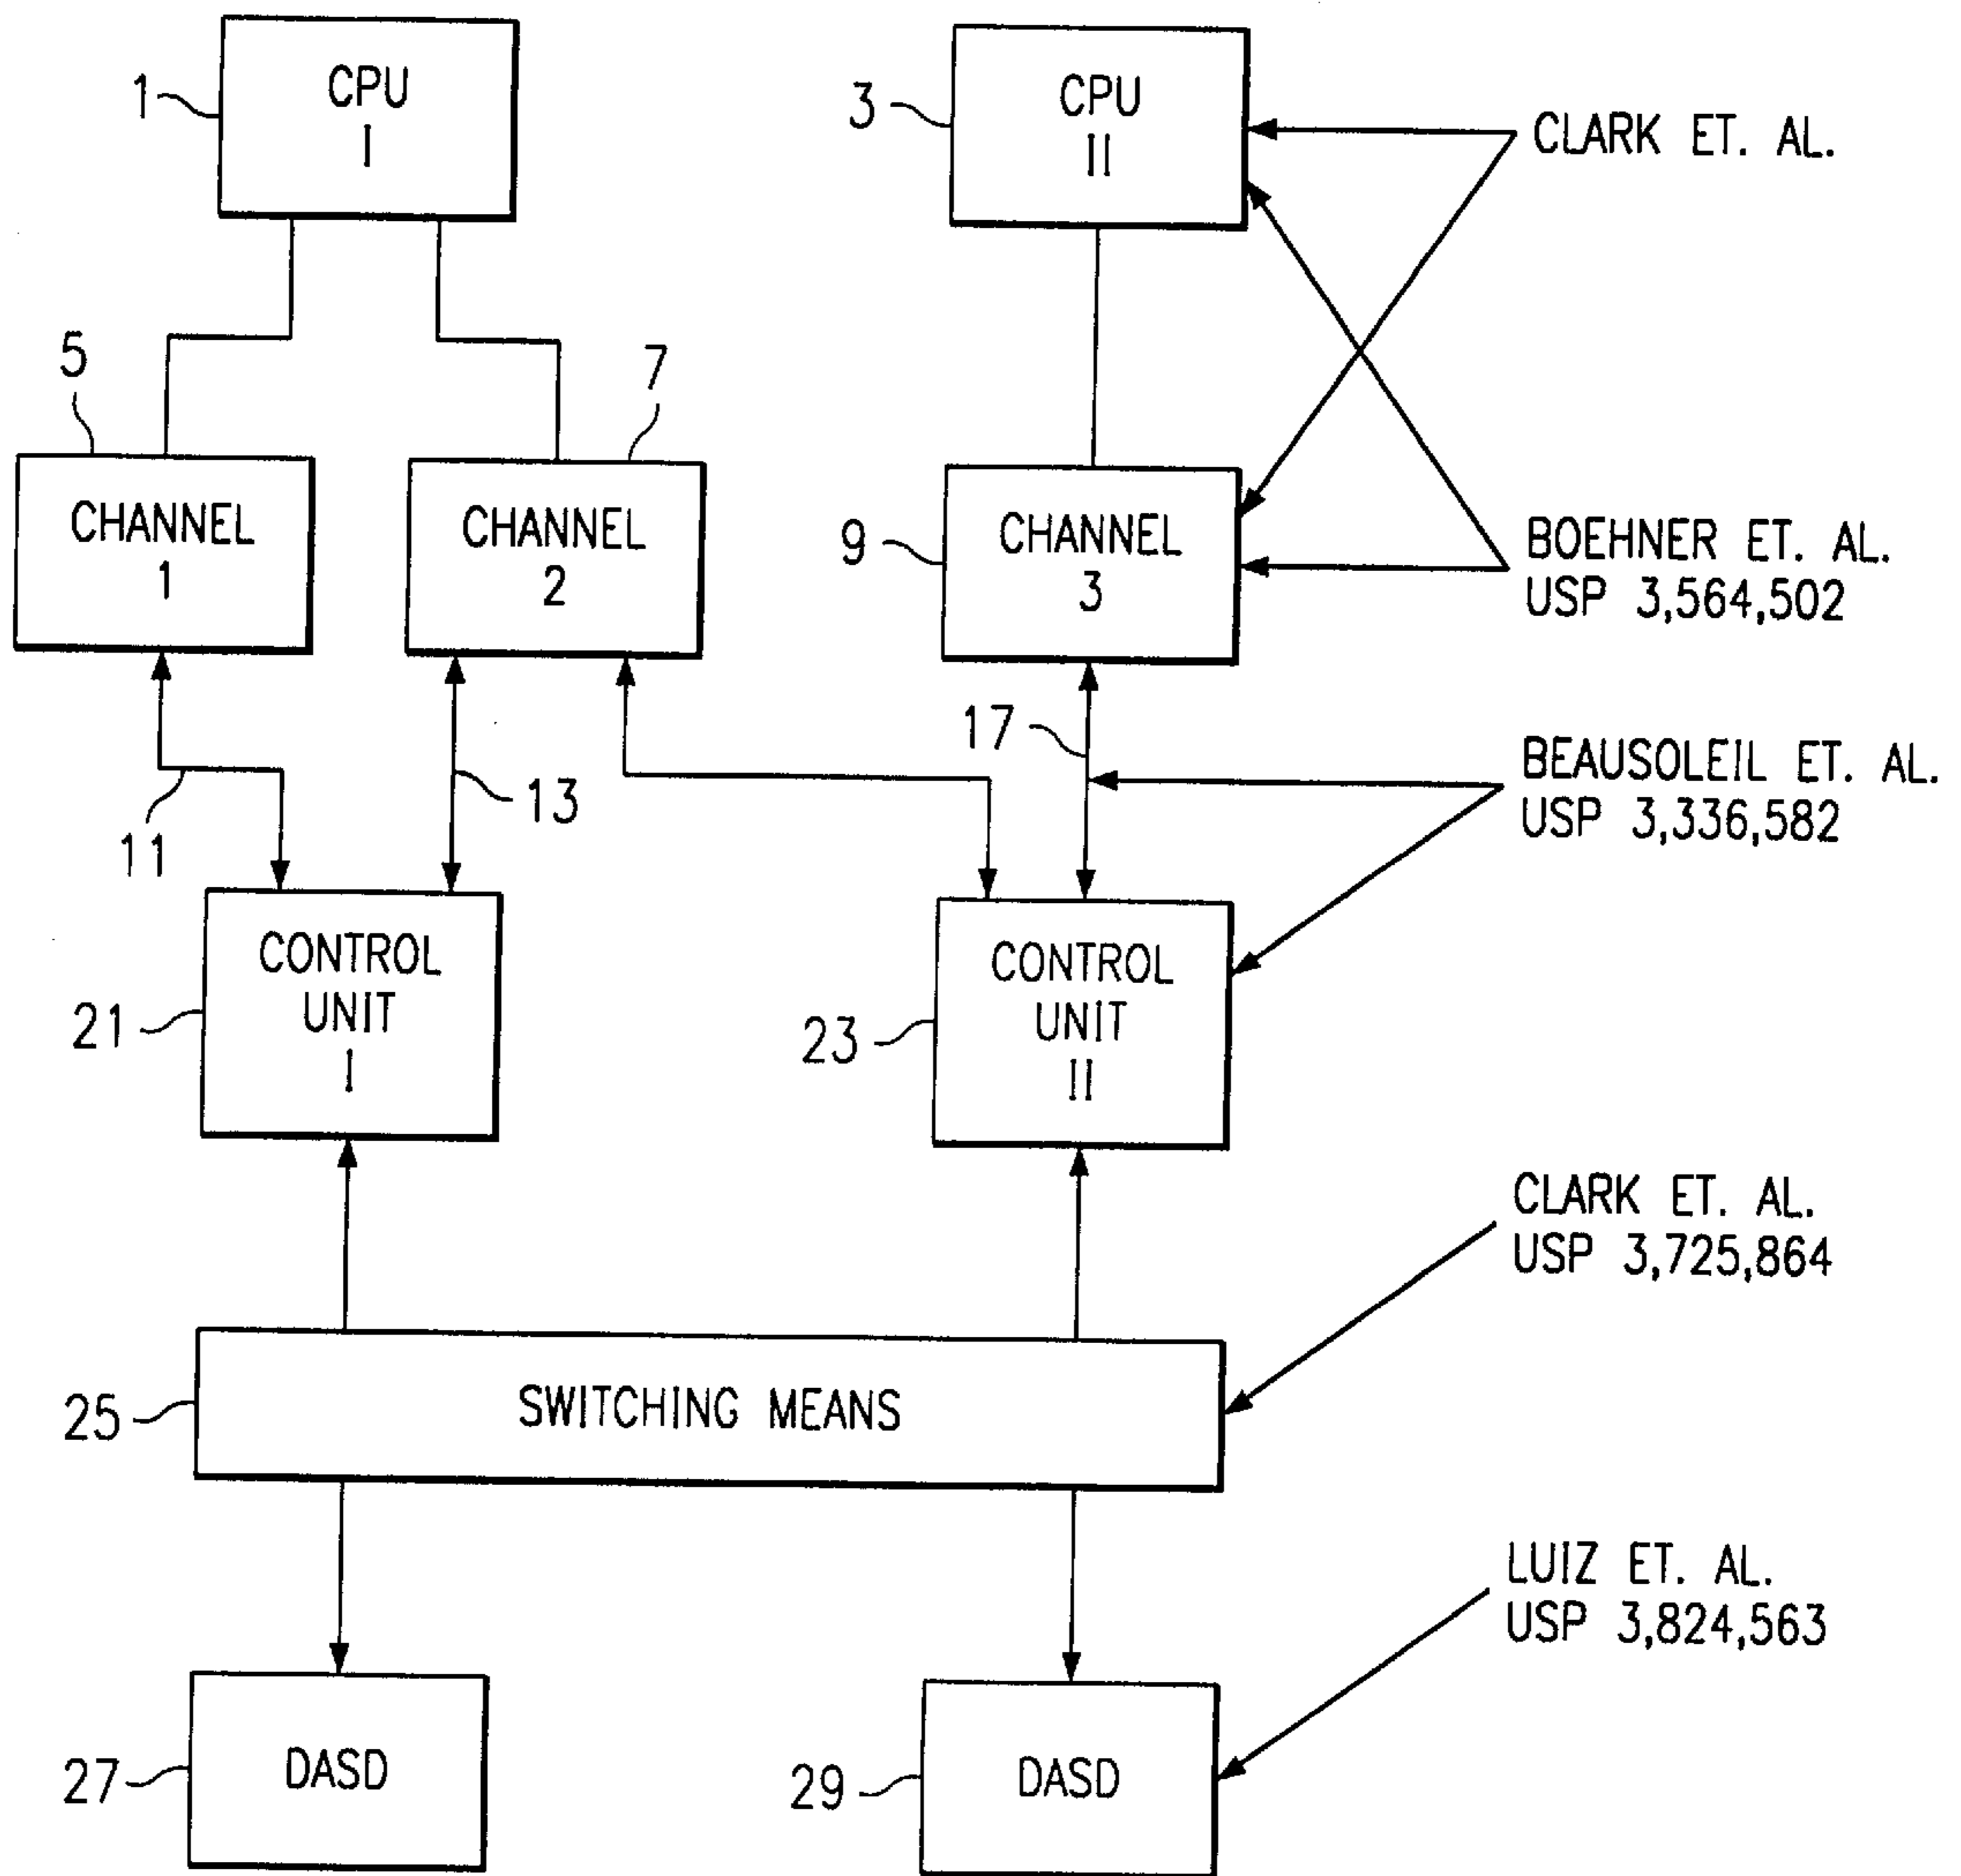 1
CPU
I
3
CPU
II
CLARK ET. AL.
5
7
CHANNEL
1
CHANNEL
2
9
CHANNEL
3
BOEHNER ET. AL.
USP 3,564,502
11
13
17
BEAUSOLEIL ET. AL.
USP 3,336,582
21
CONTROL
UNIT
I
23
CONTROL
UNIT
II
CLARK ET. AL.
USP 3,725,864
25
SWITCHING MEANS
LUIZ ET. AL.
USP 3,824,563
27
DASD
29
DASD